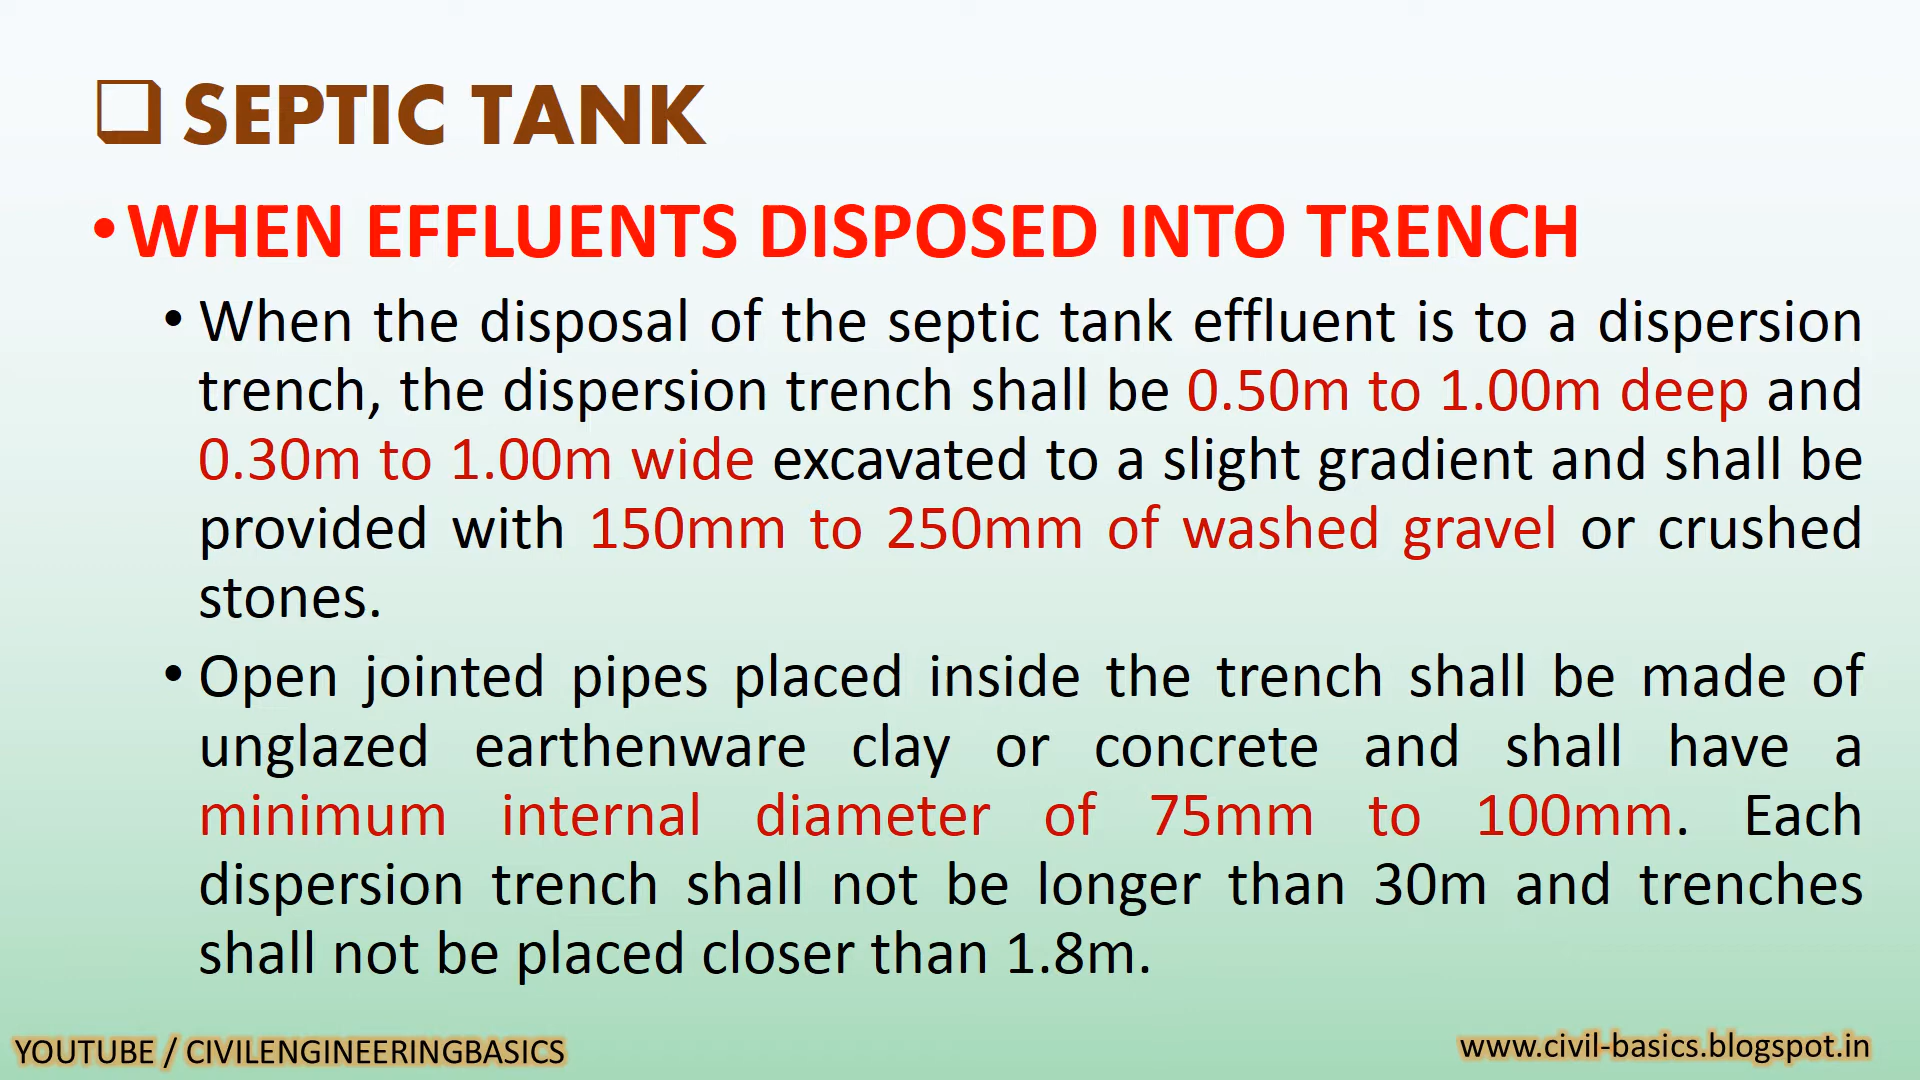 SEPTIC TANK
• WHEN EFFLUENTS DISPOSED INTO TRENCH
• When the disposal of the septic tank effluent is to a dispersion
trench, the dispersion trench shall be 0.50m to 1.00m deep and
0.30m to 1.00m wide excavated to a slight gradient and shall be
provided with 150mm to 250mm of washed gravel or crushed
stones.
• Open jointed pipes placed inside the trench shall be made of
unglazed earthenware clay or concrete and shall have a
minimum internal diameter of 75mm to 100mm. Each
dispersion trench shall not be longer than 30m and trenches
shall not be placed closer than 1.8m.
YOUTUBE / CIVILENGINEERINGBASICS
www.civil-basics.blogspot.in